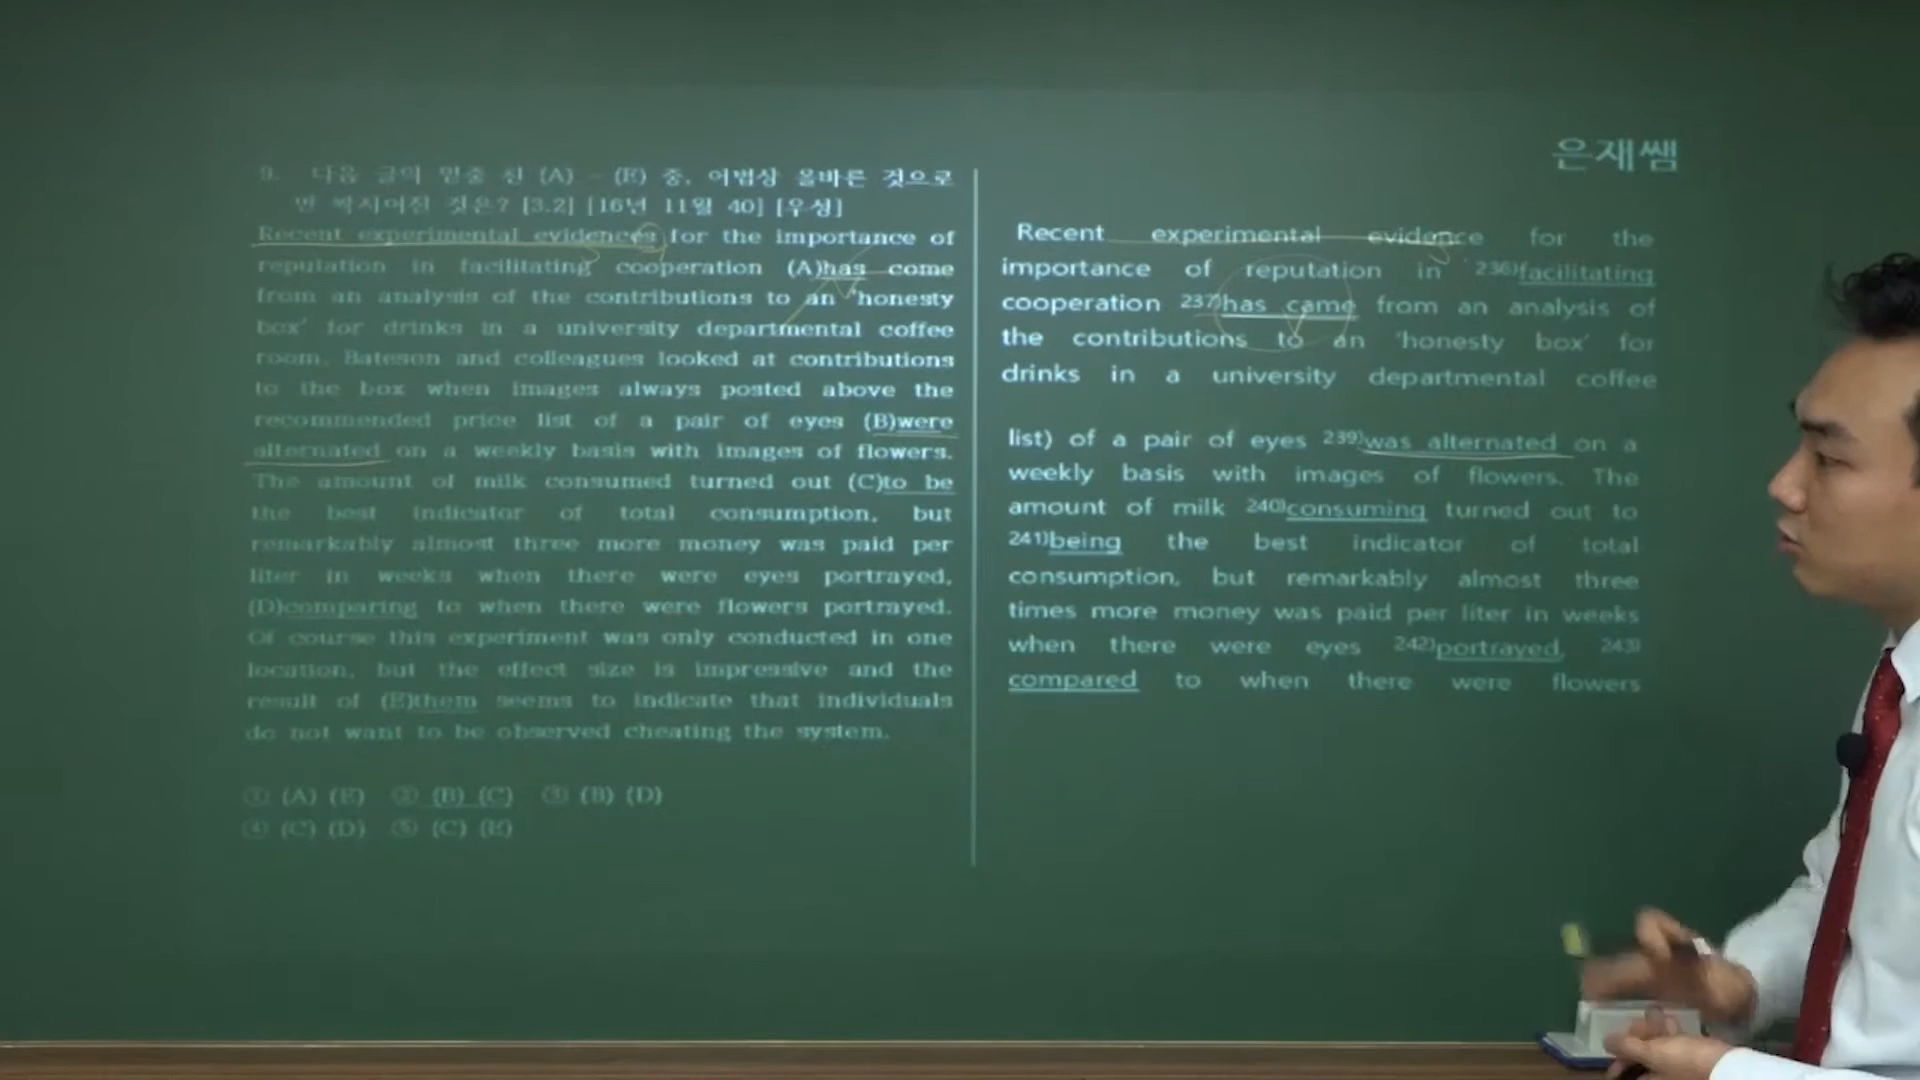 은재쌤
9. 다음 글의 밑줄 친 (A) - (E) 중, 어법상 올바른 것으로
만 짝지어진 것은? [3.2] [16년 11월 40] [우성]
Recent experimental evidences for the importance of
reputation in facilitating cooperation (A)has come
from an analysis of the contributions to an 'honesty
box' for drinks in a university departmental coffee
room. Bateson and colleagues looked at contributions
to the box when images always posted above the
recommended price list of a pair of eyes (B)were
alternated on a weekly basis with images of flowers.
The amount of milk consumed turned out (C)to be
the best indicator of total consumption, but
remarkably almost three more money was paid per
liter in weeks when there were eyes portrayed,
(D)comparing to when there were flowers portrayed.
Of course this experiment was only conducted in one
location, but the effect size is impressive and the
result of (E)them seems to indicate that individuals
do not want to be observed cheating the system.
① (A) (E) ② (B) (C) ③ (B) (D)
④ (C) (D) ⑤ (C) (E)
Recent experimental evidence for the
importance of reputation in 236)facilitating
cooperation 237)has came from an analysis of
the contributions to an 'honesty box' for
drinks in a university departmental coffee
list) of a pair of eyes 239)was alternated on a
weekly basis with images of flowers. The
amount of milk 240)consuming turned out to
241)being the best indicator of total
consumption, but remarkably almost three
times more money was paid per liter in weeks
when there were eyes 242)portrayed, 243)
compared to when there were flowers